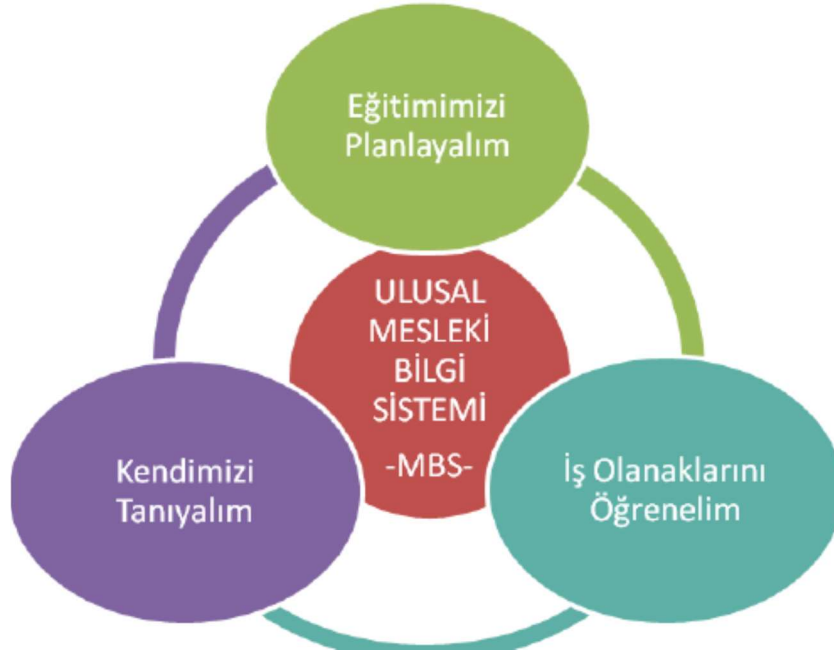 Eğitimimizi
Planlayalım
ULUSAL
MESLEKİ
BİLGİ
SİSTEMİ
-MBS-
Kendimizi
Tanıyalım
İş Olanaklarını
Öğrenelim